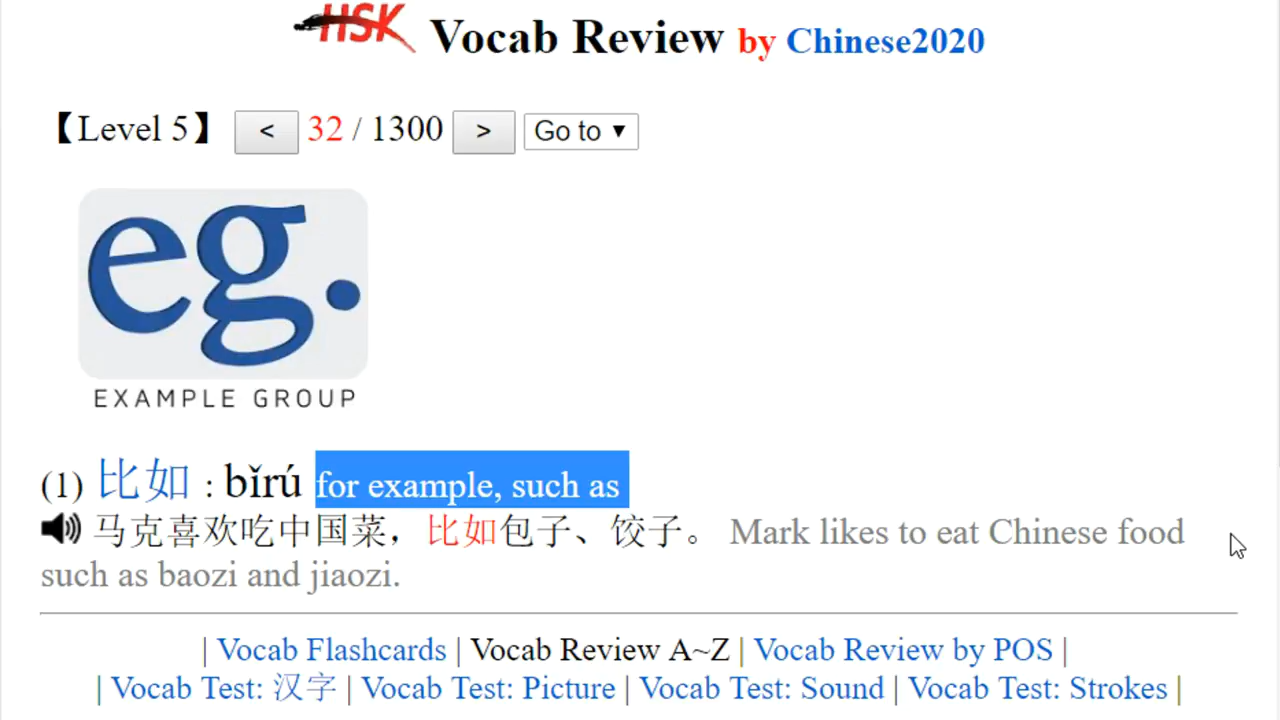 HSK Vocab Review by Chinese2020
【Level 5】 < 32 / 1300 > Go to ▼
eg.
EXAMPLE GROUP
(1) 比如 : bǐrú for example, such as
马克喜欢吃中国菜，比如包子、饺子。 Mark likes to eat Chinese food
such as baozi and jiaozi.
| Vocab Flashcards | Vocab Review A~Z | Vocab Review by POS |
| Vocab Test: 汉字 | Vocab Test: Picture | Vocab Test: Sound | Vocab Test: Strokes |